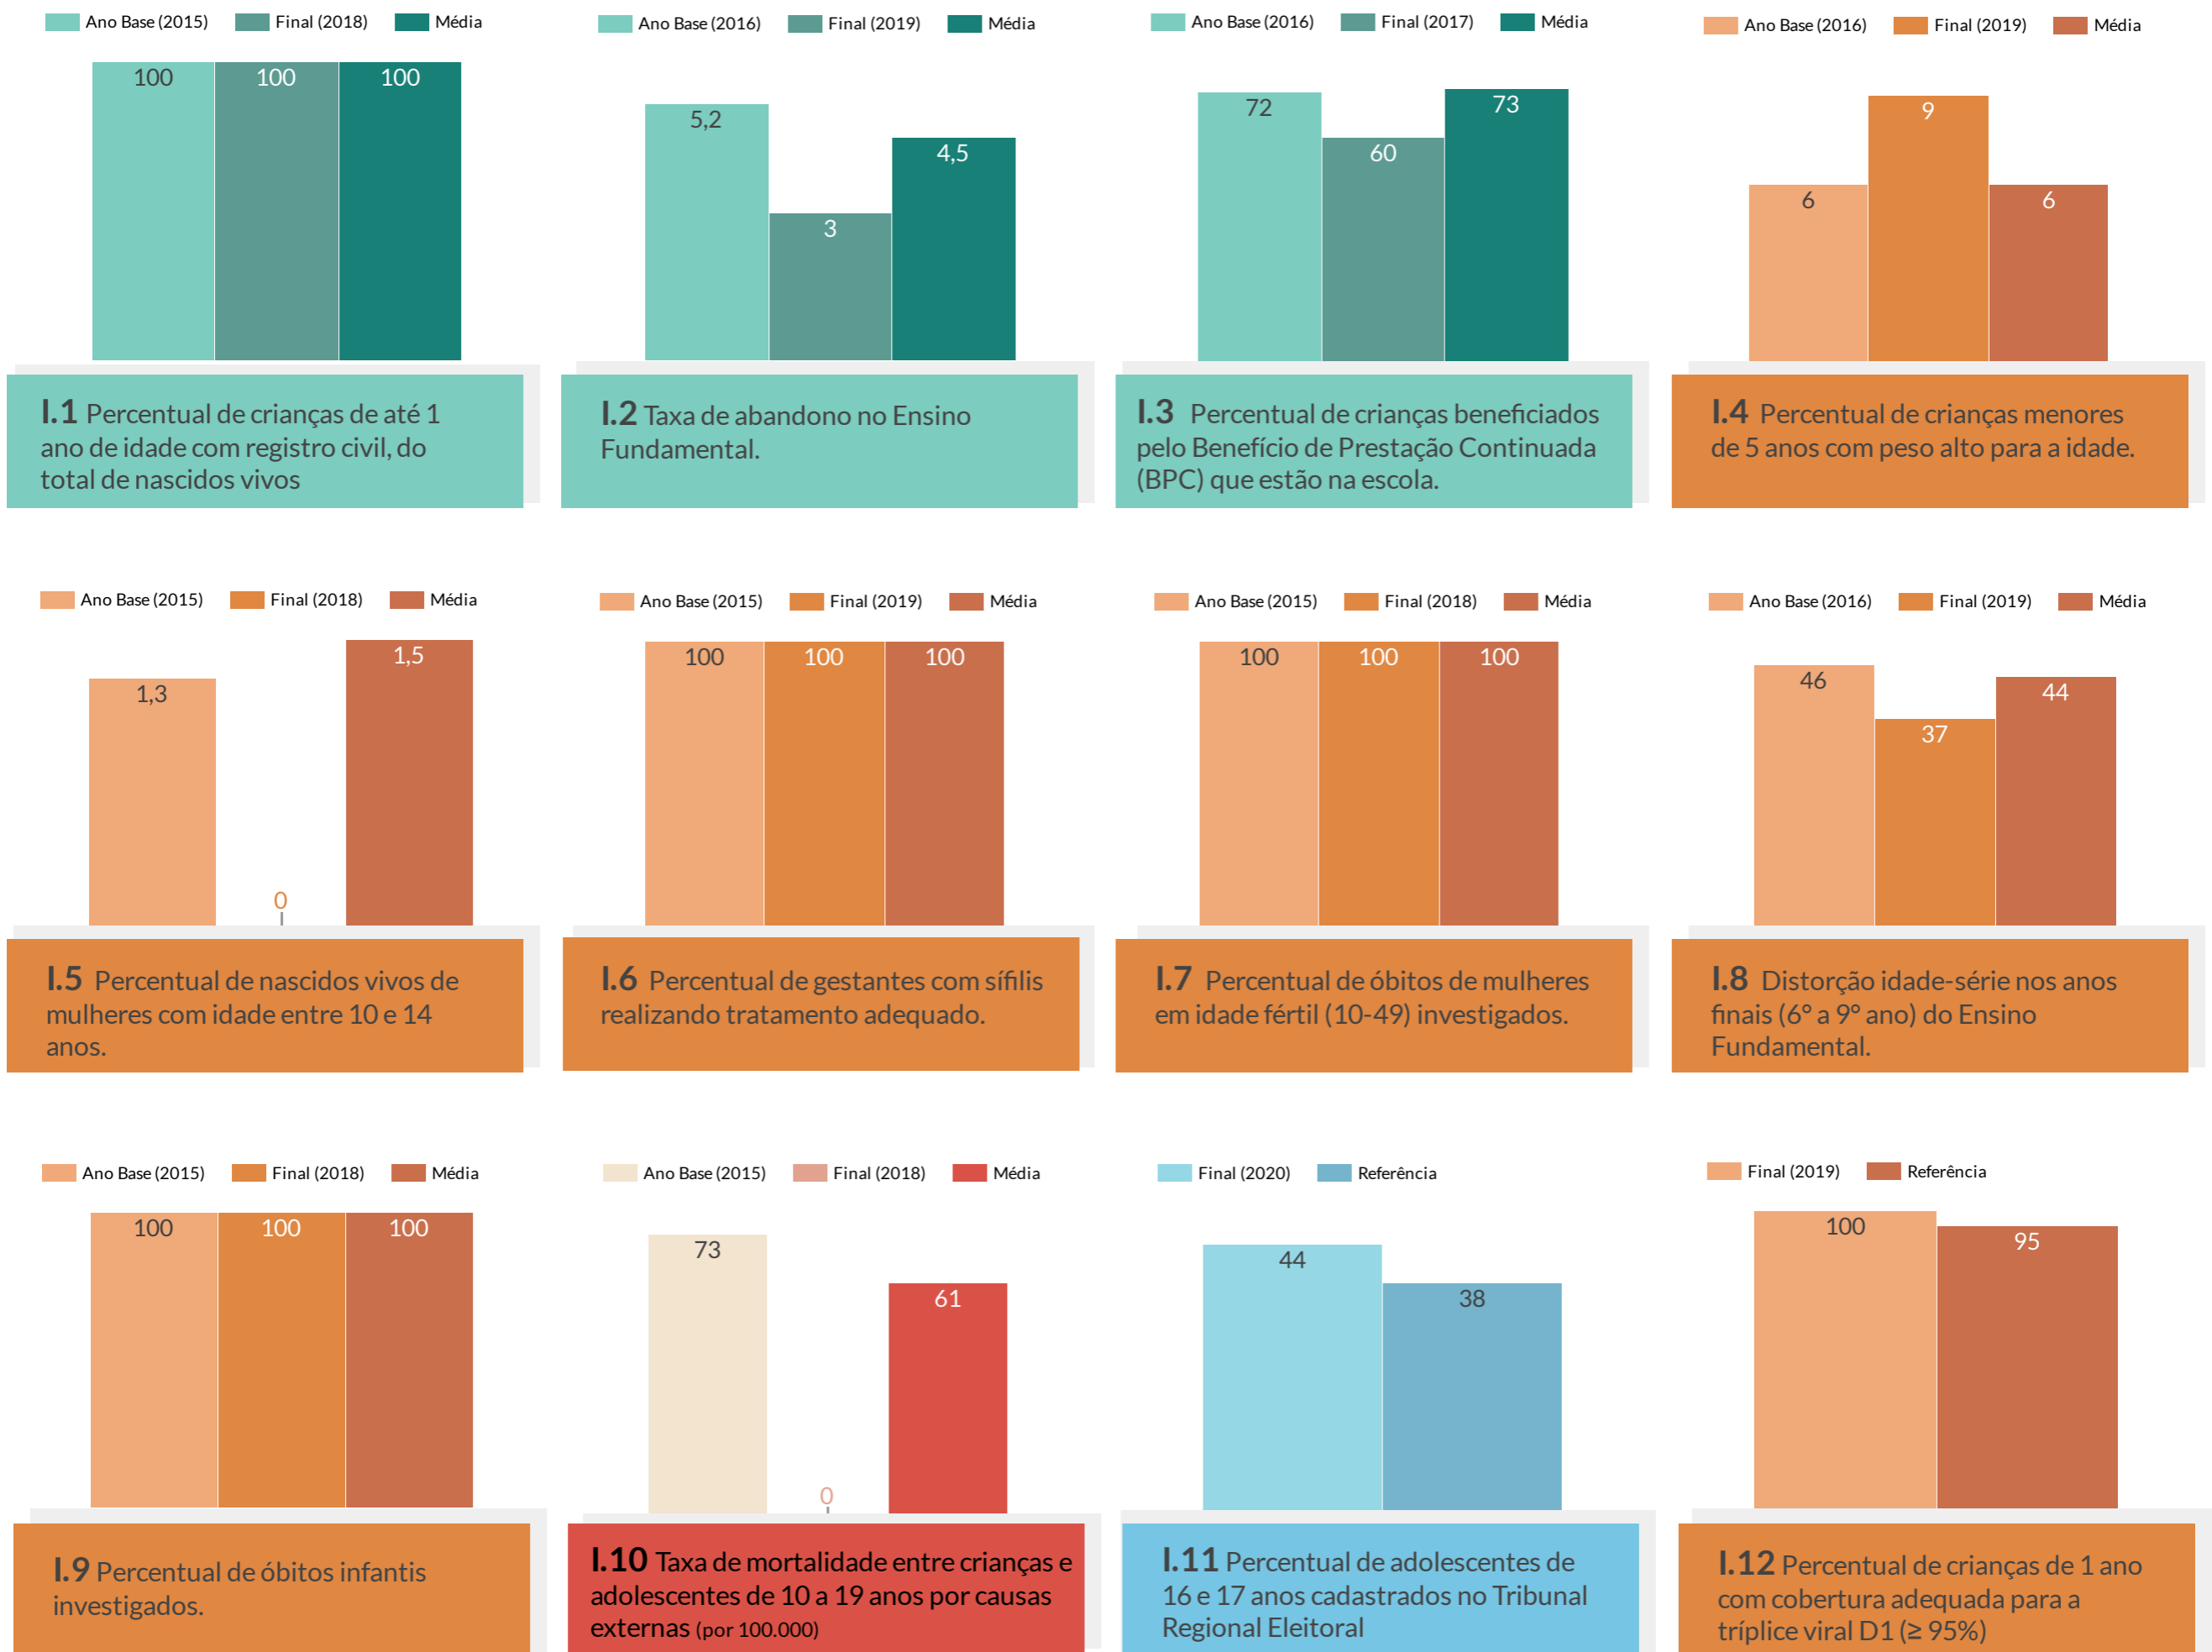 Ano Base (2015) Final (2018) Média
100 100 100
I.1 Percentual de crianças de até 1
ano de idade com registro civil, do
total de nascidos vivos
Ano Base (2016) Final (2019) Média
5,2 3 4,5
I.2 Taxa de abandono no Ensino
Fundamental.
Ano Base (2016) Final (2017) Média
72 60 73
I.3 Percentual de crianças beneficiados
pelo Benefício de Prestação Continuada
(BPC) que estão na escola.
Ano Base (2016) Final (2019) Média
6 9 6
I.4 Percentual de crianças menores
de 5 anos com peso alto para a idade.
Ano Base (2015) Final (2018) Média
1,3 0 1,5
I.5 Percentual de nascidos vivos de
mulheres com idade entre 10 e 14
anos.
Ano Base (2015) Final (2019) Média
100 100 100
I.6 Percentual de gestantes com sífilis
realizando tratamento adequado.
Ano Base (2015) Final (2018) Média
100 100 100
I.7 Percentual de óbitos de mulheres
em idade fértil (10-49) investigados.
Ano Base (2016) Final (2019) Média
46 37 44
I.8 Distorção idade-série nos anos
finais (6° a 9° ano) do Ensino
Fundamental.
Ano Base (2015) Final (2018) Média
100 100 100
I.9 Percentual de óbitos infantis
investigados.
Ano Base (2015) Final (2018) Média
73 0 61
I.10 Taxa de mortalidade entre crianças e
adolescentes de 10 a 19 anos por causas
externas (por 100.000)
Final (2020) Referência
44 38
I.11 Percentual de adolescentes de
16 e 17 anos cadastrados no Tribunal
Regional Eleitoral
Final (2019) Referência
100 95
I.12 Percentual de crianças de 1 ano
com cobertura adequada para a
tríplice viral D1 (≥ 95%)